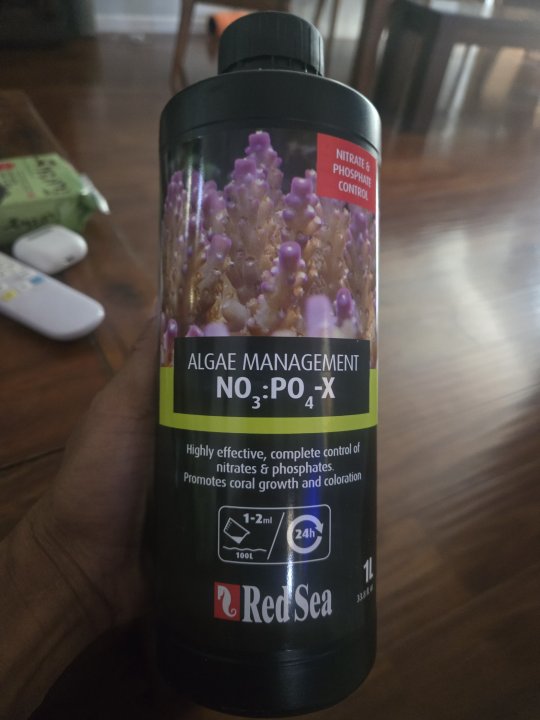 NITRATE &
PHOSPHATE
CONTROL
ALGAE MANAGEMENT
NO3:PO4-X
Highly effective, complete control of
nitrates & phosphates.
Promotes coral growth and coloration
1-2ml
100L
24h
1L
Red Sea